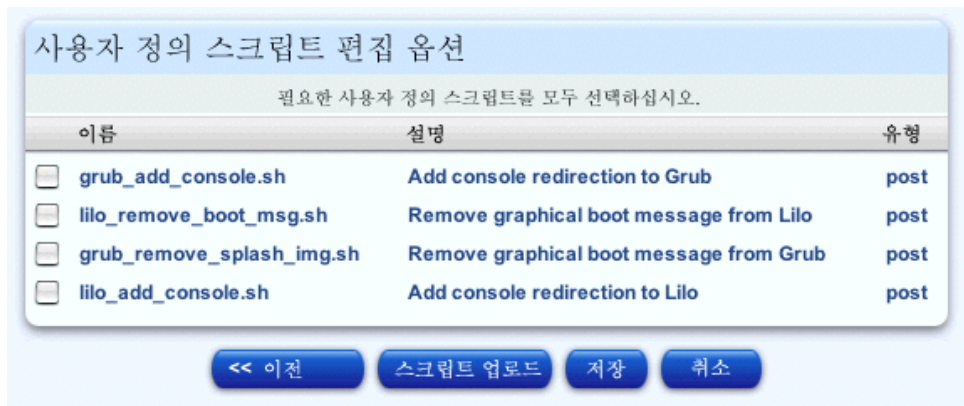 사용자 정의 스크립트 편집 옵션
필요한 사용자 정의 스크립트를 모두 선택하십시오.
이름 설명 유형
grub_add_console.sh Add console redirection to Grub post
lilo_remove_boot_msg.sh Remove graphical boot message from Lilo post
grub_remove_splash_img.sh Remove graphical boot message from Grub post
lilo_add_console.sh Add console redirection to Lilo post
<< 이전 스크립트 업로드 저장 취소